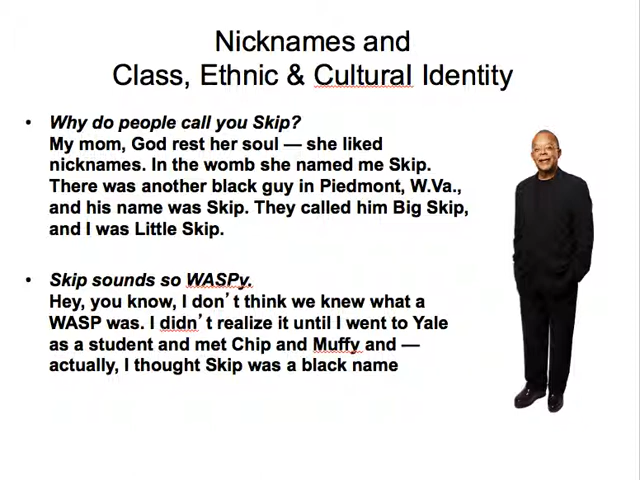 Nicknames and
Class, Ethnic & Cultural Identity
• Why do people call you Skip?
My mom, God rest her soul — she liked
nicknames. In the womb she named me Skip.
There was another black guy in Piedmont, W.Va.,
and his name was Skip. They called him Big Skip,
and I was Little Skip.
• Skip sounds so WASPy.
Hey, you know, I don’t think we knew what a
WASP was. I didn’t realize it until I went to Yale
as a student and met Chip and Muffy and —
actually, I thought Skip was a black name